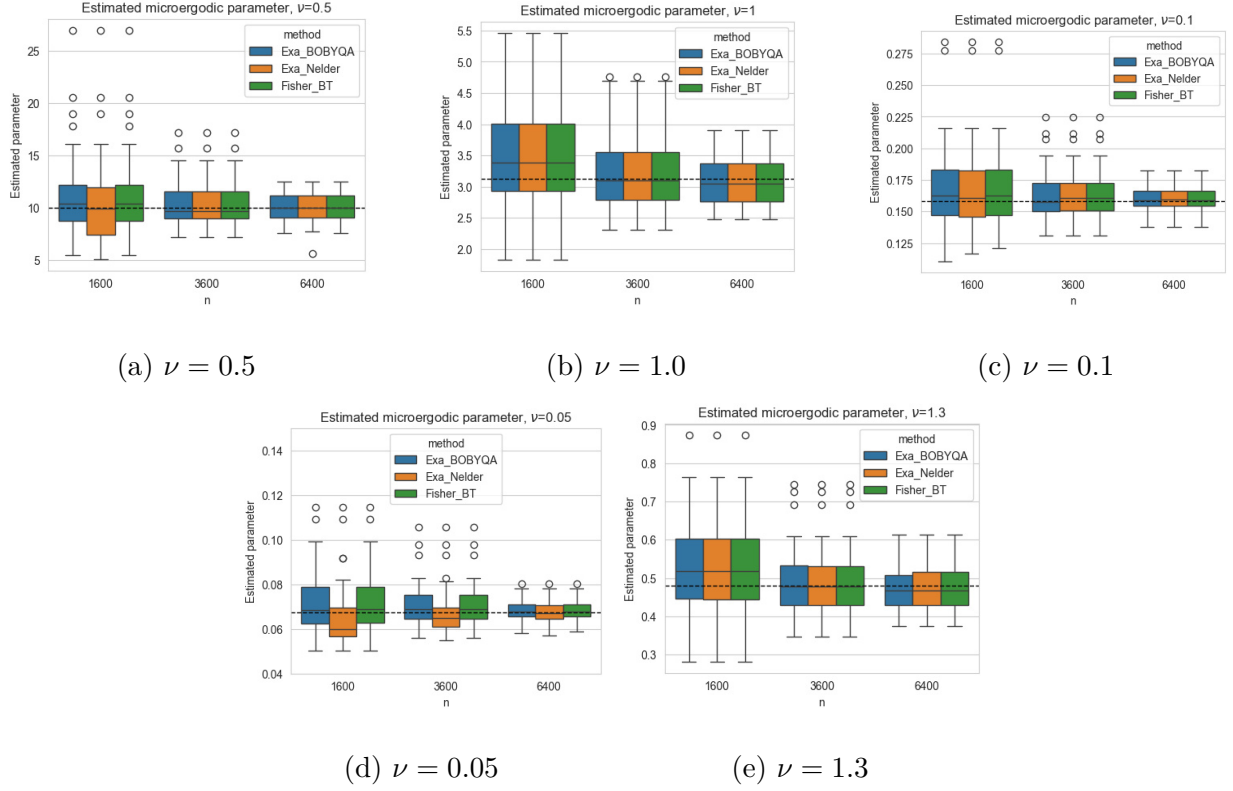 Estimated microergodic parameter, ν=0.5
Estimated parameter
25
20
15
10
5
method
Exa_BOBYQA
Exa_Nelder
Fisher_BT
1600
3600
6400
n
(a) ν = 0.5
Estimated microergodic parameter, ν=1
Estimated parameter
5.5
5.0
4.5
4.0
3.5
3.0
2.5
2.0
method
Exa_BOBYQA
Exa_Nelder
Fisher_BT
1600
3600
6400
n
(b) ν = 1.0
Estimated microergodic parameter, ν=0.1
Estimated parameter
0.275
0.250
0.225
0.200
0.175
0.150
0.125
method
Exa_BOBYQA
Exa_Nelder
Fisher_BT
1600
3600
6400
n
(c) ν = 0.1
Estimated microergodic parameter, ν=0.05
Estimated parameter
0.14
0.12
0.10
0.08
0.06
0.04
method
Exa_BOBYQA
Exa_Nelder
Fisher_BT
1600
3600
6400
n
(d) ν = 0.05
Estimated microergodic parameter, ν=1.3
Estimated parameter
0.9
0.8
0.7
0.6
0.5
0.4
0.3
method
Exa_BOBYQA
Exa_Nelder
Fisher_BT
1600
3600
6400
n
(e) ν = 1.3